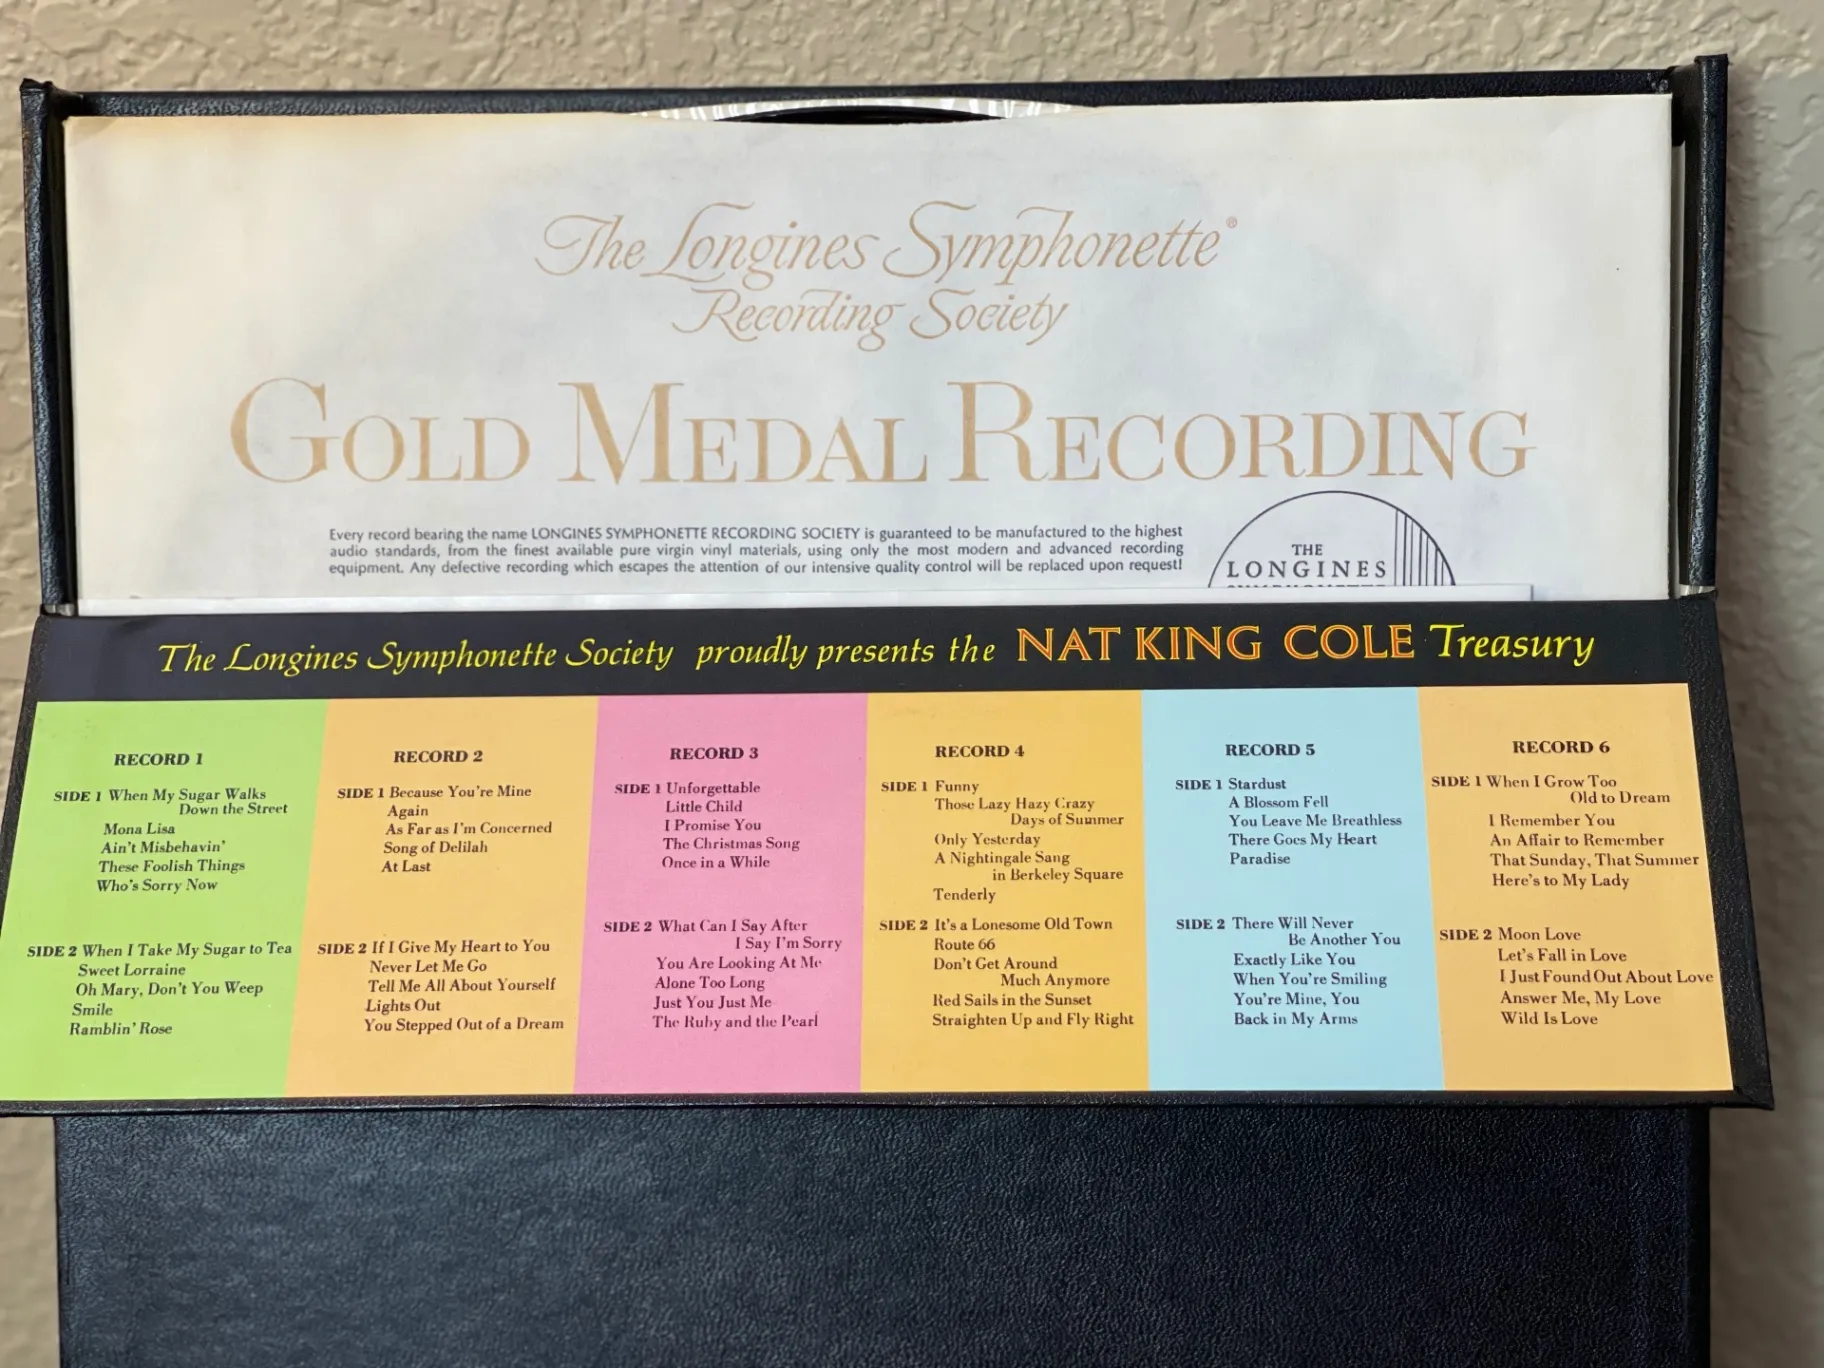 The Longines Symphonette®
Recording Society
GOLD MEDAL RECORDING
Every record bearing the name LONGINES SYMPHONETTE RECORDING SOCIETY is guaranteed to be manufactured to the highest
audio standards, from the finest available pure virgin vinyl materials, using only the most modern and advanced recording
equipment. Any defective recording which escapes the attention of our intensive quality control will be replaced upon request!
THE
LONGINES
The Longines Symphonette Society proudly presents the NAT KING COLE Treasury
RECORD 1
SIDE 1 When My Sugar Walks
Down the Street
Mona Lisa
Ain't Misbehavin'
These Foolish Things
Who's Sorry Now
SIDE 2 When I Take My Sugar to Tea
Sweet Lorraine
Oh Mary, Don't You Weep
Smile
Ramblin' Rose
RECORD 2
SIDE 1 Because You're Mine
Again
As Far as I'm Concerned
Song of Delilah
At Last
SIDE 2 If I Give My Heart to You
Never Let Me Go
Tell Me All About Yourself
Lights Out
You Stepped Out of a Dream
RECORD 3
SIDE 1 Unforgettable
Little Child
I Promise You
The Christmas Song
Once in a While
SIDE 2 What Can I Say After
I Say I'm Sorry
You Are Looking At Me
Alone Too Long
Just You Just Me
The Ruby and the Pearl
RECORD 4
SIDE 1 Funny
Those Lazy Hazy Crazy
Days of Summer
Only Yesterday
A Nightingale Sang
in Berkeley Square
Tenderly
SIDE 2 It's a Lonesome Old Town
Route 66
Don't Get Around
Much Anymore
Red Sails in the Sunset
Straighten Up and Fly Right
RECORD 5
SIDE 1 Stardust
A Blossom Fell
You Leave Me Breathless
There Goes My Heart
Paradise
SIDE 2 There Will Never
Be Another You
Exactly Like You
When You're Smiling
You're Mine, You
Back in My Arms
RECORD 6
SIDE 1 When I Grow Too
Old to Dream
I Remember You
An Affair to Remember
That Sunday, That Summer
Here's to My Lady
SIDE 2 Moon Love
Let's Fall in Love
I Just Found Out About Love
Answer Me, My Love
Wild Is Love